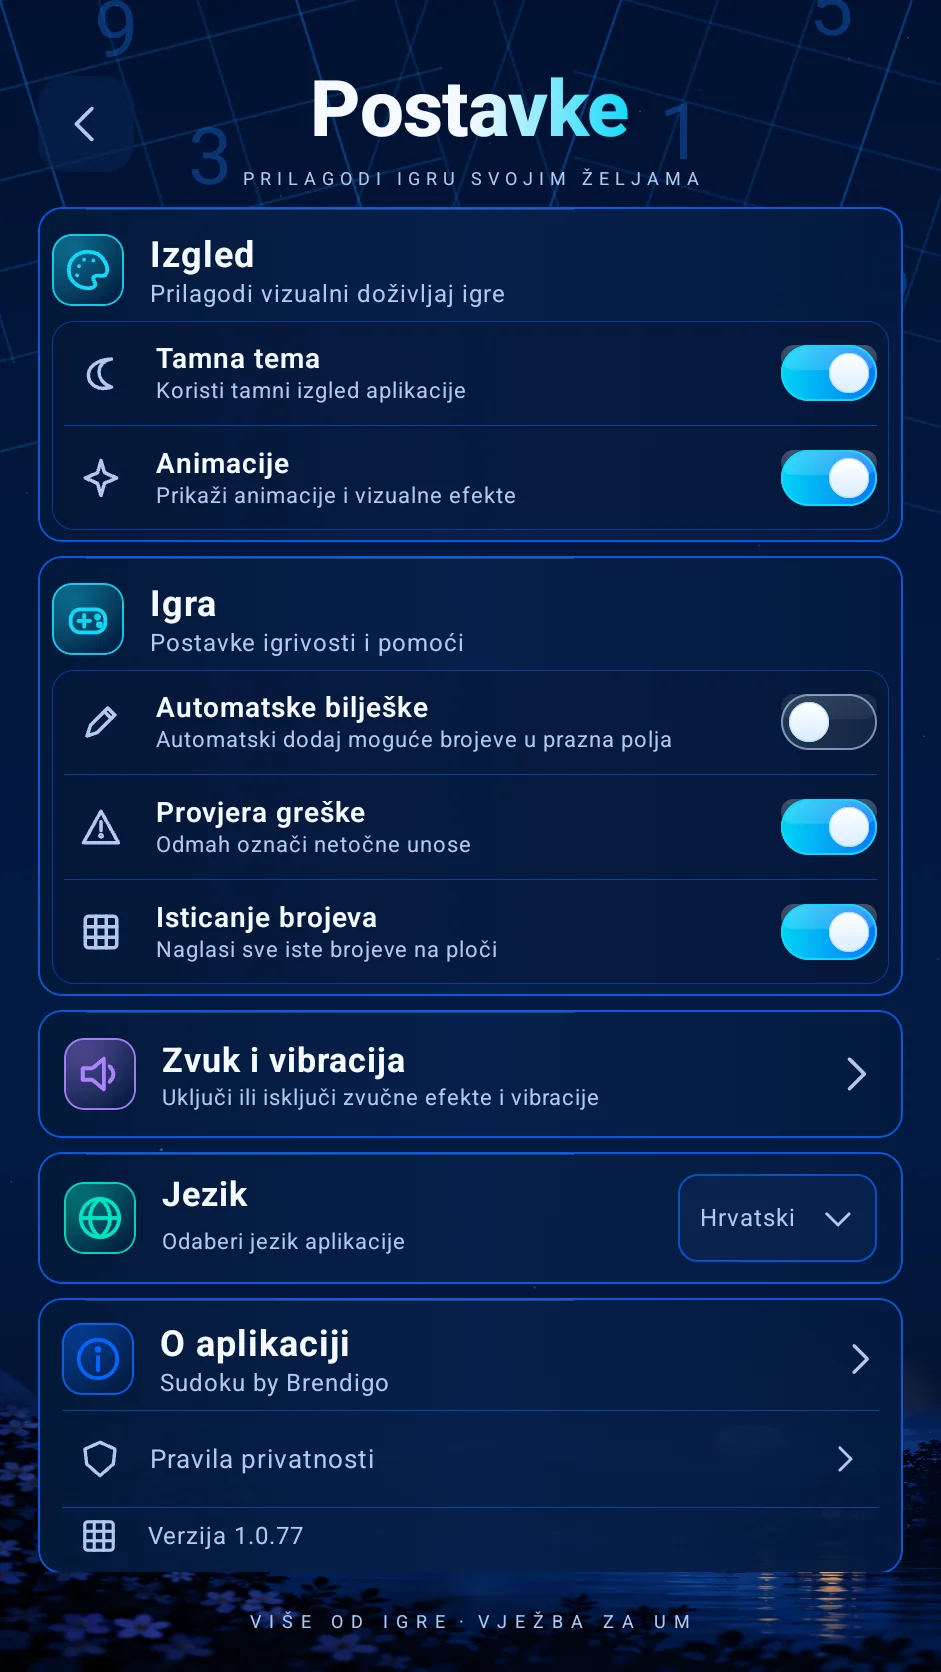 9
5
Postavke
3
1
PRILAGODI IGRU SVOJIM ŽELJAMA
Izgled
Prilagodi vizualni doživljaj igre
Tamna tema
Koristi tamni izgled aplikacije
Animacije
Prikaži animacije i vizualne efekte
Igra
Postavke igrivosti i pomoći
Automatske bilješke
Automatski dodaj moguće brojeve u prazna polja
Provjera greške
Odmah označi netočne unose
Isticanje brojeva
Naglasi sve iste brojeve na ploči
Zvuk i vibracija
Uključi ili isključi zvučne efekte i vibracije
Jezik
Odaberi jezik aplikacije
Hrvatski
O aplikaciji
Sudoku by Brendigo
Pravila privatnosti
Verzija 1.0.77
VIŠE OD IGRE · VJEŽBA ZA UM